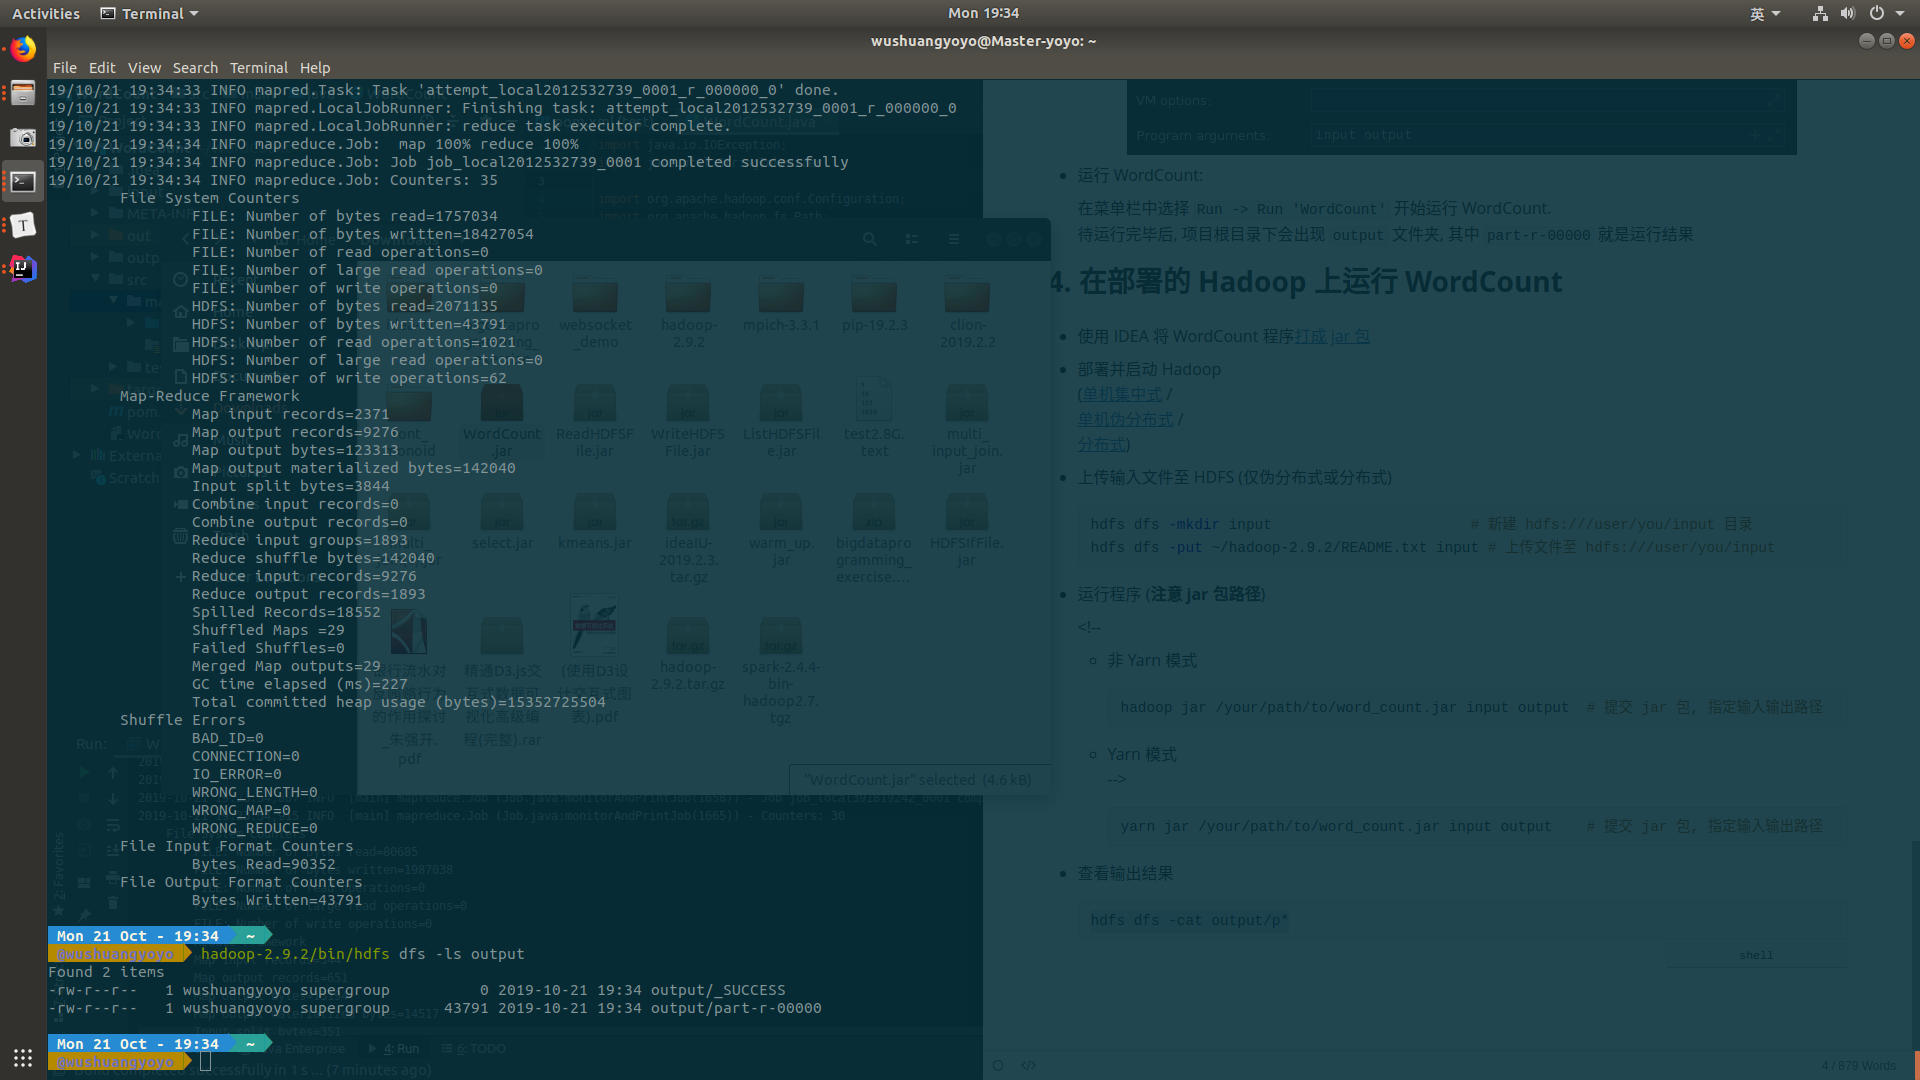 Activities
Terminal
Mon 19:34
英
wushuangyoyo@Master-yoyo: ~
File Edit View Search Terminal Help
19/10/21 19:34:33 INFO mapred.Task: Task 'attempt_local2012532739_0001_r_000000_0' done.
19/10/21 19:34:33 INFO mapred.LocalJobRunner: Finishing task: attempt_local2012532739_0001_r_000000_0
19/10/21 19:34:33 INFO mapred.LocalJobRunner: reduce task executor complete.
19/10/21 19:34:34 INFO mapreduce.Job:  map 100% reduce 100%
19/10/21 19:34:34 INFO mapreduce.Job: Job job_local2012532739_0001 completed successfully
19/10/21 19:34:34 INFO mapreduce.Job: Counters: 35
File System Counters
FILE: Number of bytes read=1757034
FILE: Number of bytes written=18427054
FILE: Number of read operations=0
FILE: Number of large read operations=0
FILE: Number of write operations=0
HDFS: Number of bytes read=2071135
HDFS: Number of bytes written=43791
HDFS: Number of read operations=1021
HDFS: Number of large read operations=0
HDFS: Number of write operations=62
Map-Reduce Framework
Map input records=2371
Map output records=9276
Map output bytes=123313
Map output materialized bytes=142040
Input split bytes=3844
Combine input records=0
Combine output records=0
Reduce input groups=1893
Reduce shuffle bytes=142040
Reduce input records=9276
Reduce output records=1893
Spilled Records=18552
Shuffled Maps =29
Failed Shuffles=0
Merged Map outputs=29
GC time elapsed (ms)=227
Total committed heap usage (bytes)=15352725504
Shuffle Errors
BAD_ID=0
CONNECTION=0
IO_ERROR=0
WRONG_LENGTH=0
WRONG_MAP=0
WRONG_REDUCE=0
File Input Format Counters
Bytes Read=90352
File Output Format Counters
Bytes Written=43791
Mon 21 Oct - 19:34  ~
@wushuangyoyo  hadoop-2.9.2/bin/hdfs dfs -ls output
Found 2 items
-rw-r--r--   1 wushuangyoyo supergroup          0 2019-10-21 19:34 output/_SUCCESS
-rw-r--r--   1 wushuangyoyo supergroup      43791 2019-10-21 19:34 output/part-r-00000
Mon 21 Oct - 19:34  ~
@wushuangyoyo
VM options:
Program arguments: input output
运行 WordCount:
在菜单栏中选择 Run -> Run 'WordCount' 开始运行 WordCount.
待运行完毕后, 项目根目录下会出现 output 文件夹, 其中 part-r-00000 就是运行结果
4. 在部署的 Hadoop 上运行 WordCount
使用 IDEA 将 WordCount 程序打成 jar 包
部署并启动 Hadoop
(单机集中式 /
单机伪分布式 /
分布式)
上传输入文件至 HDFS (仅伪分布式或分布式)
hdfs dfs -mkdir input # 新建 hdfs:///user/you/input 目录
hdfs dfs -put ~/hadoop-2.9.2/README.txt input # 上传文件至 hdfs:///user/you/input
运行程序 (注意 jar 包路径)
<!--
非 Yarn 模式
hadoop jar /your/path/to/word_count.jar input output # 提交 jar 包, 指定输入输出路径
Yarn 模式
-->
yarn jar /your/path/to/word_count.jar input output # 提交 jar 包, 指定输入输出路径
查看输出结果
hdfs dfs -cat output/p*
shell
4 / 879 Words
websocket_demo
hadoop-2.9.2
mpich-3.3.1
pip-19.2.3
clion-2019.2.2
WordCount.jar
ReadHDFSFile.jar
WriteHDFSFile.jar
ListHDFSFile.jar
test2.8G.text
multi_input_join.jar
select.jar
kmeans.jar
ideaIU-2019.2.3.tar.gz
warm_up.jar
bigdataprogramming_exercise....
HDFSIfFile.jar
hadoop-2.9.2.tar.gz
spark-2.4.4-bin-hadoop2.7.tgz
"WordCount.jar" selected (4.6 kB)